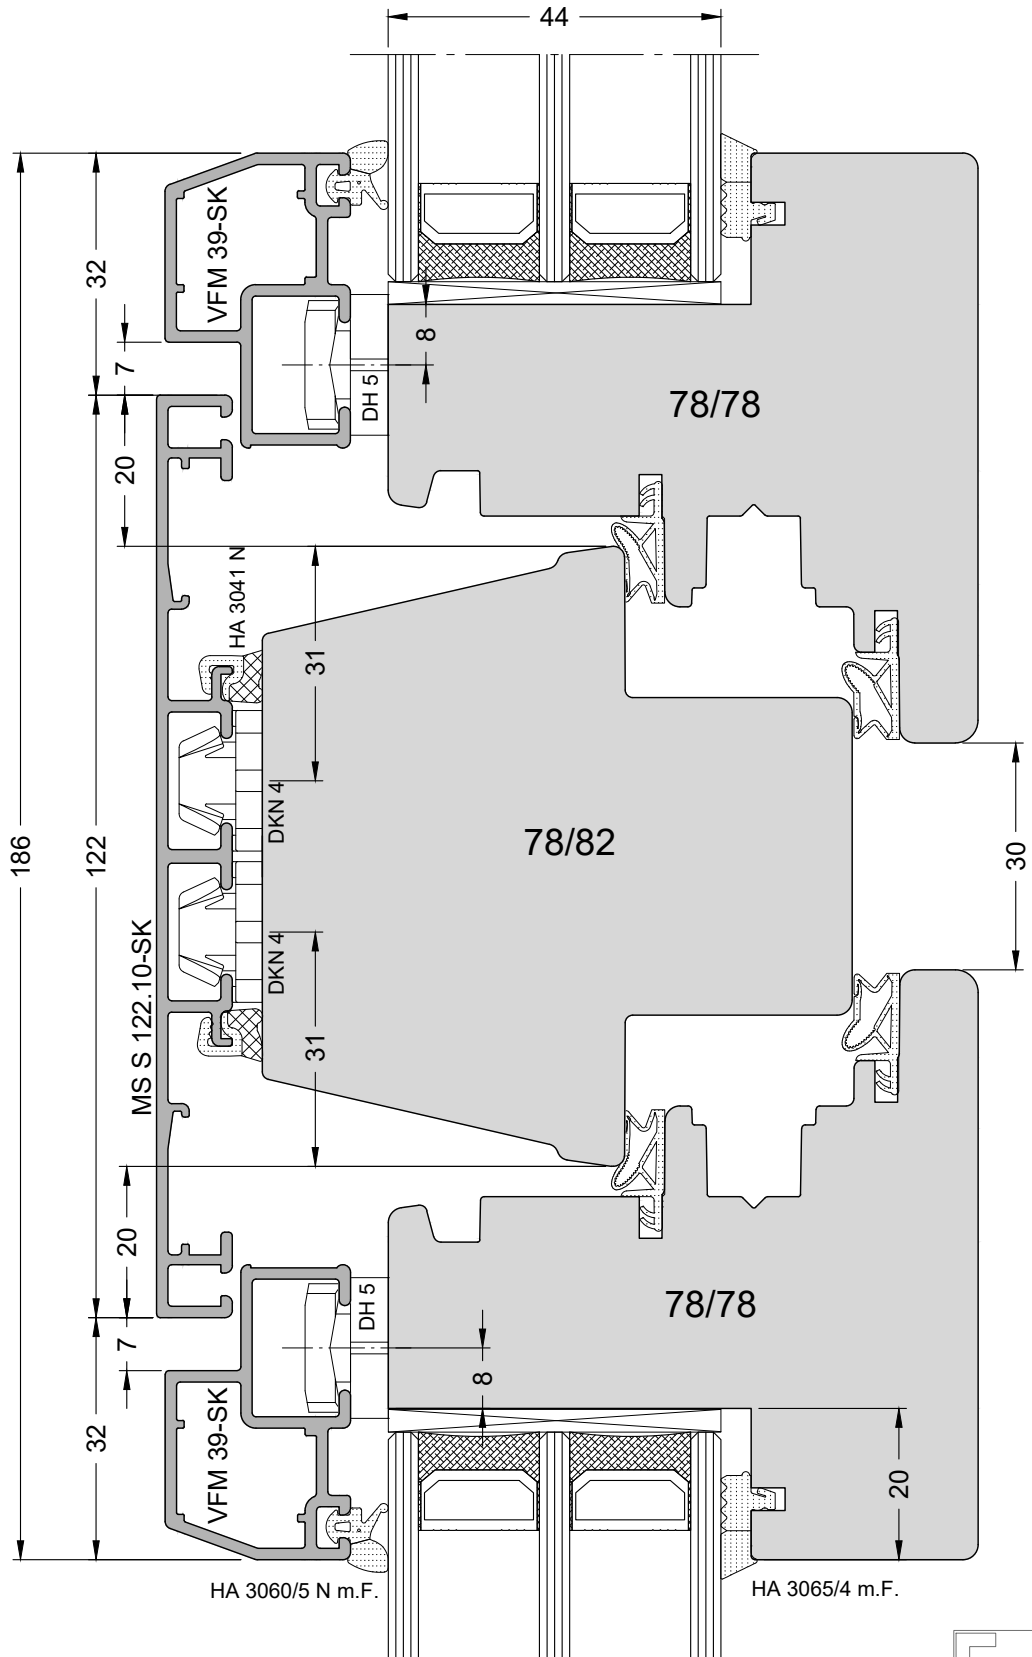 44
32
VFM 39-SK
8
7
DH 5
78/78
20
HA 3041 N
31
DKN 4
78/82
186
122
30
MS S 122.10-SK
DKN 4
31
20
DH 5
78/78
7
8
32
VFM 39-SK
20
HA 3060/5 N m.F.
HA 3065/4 m.F.